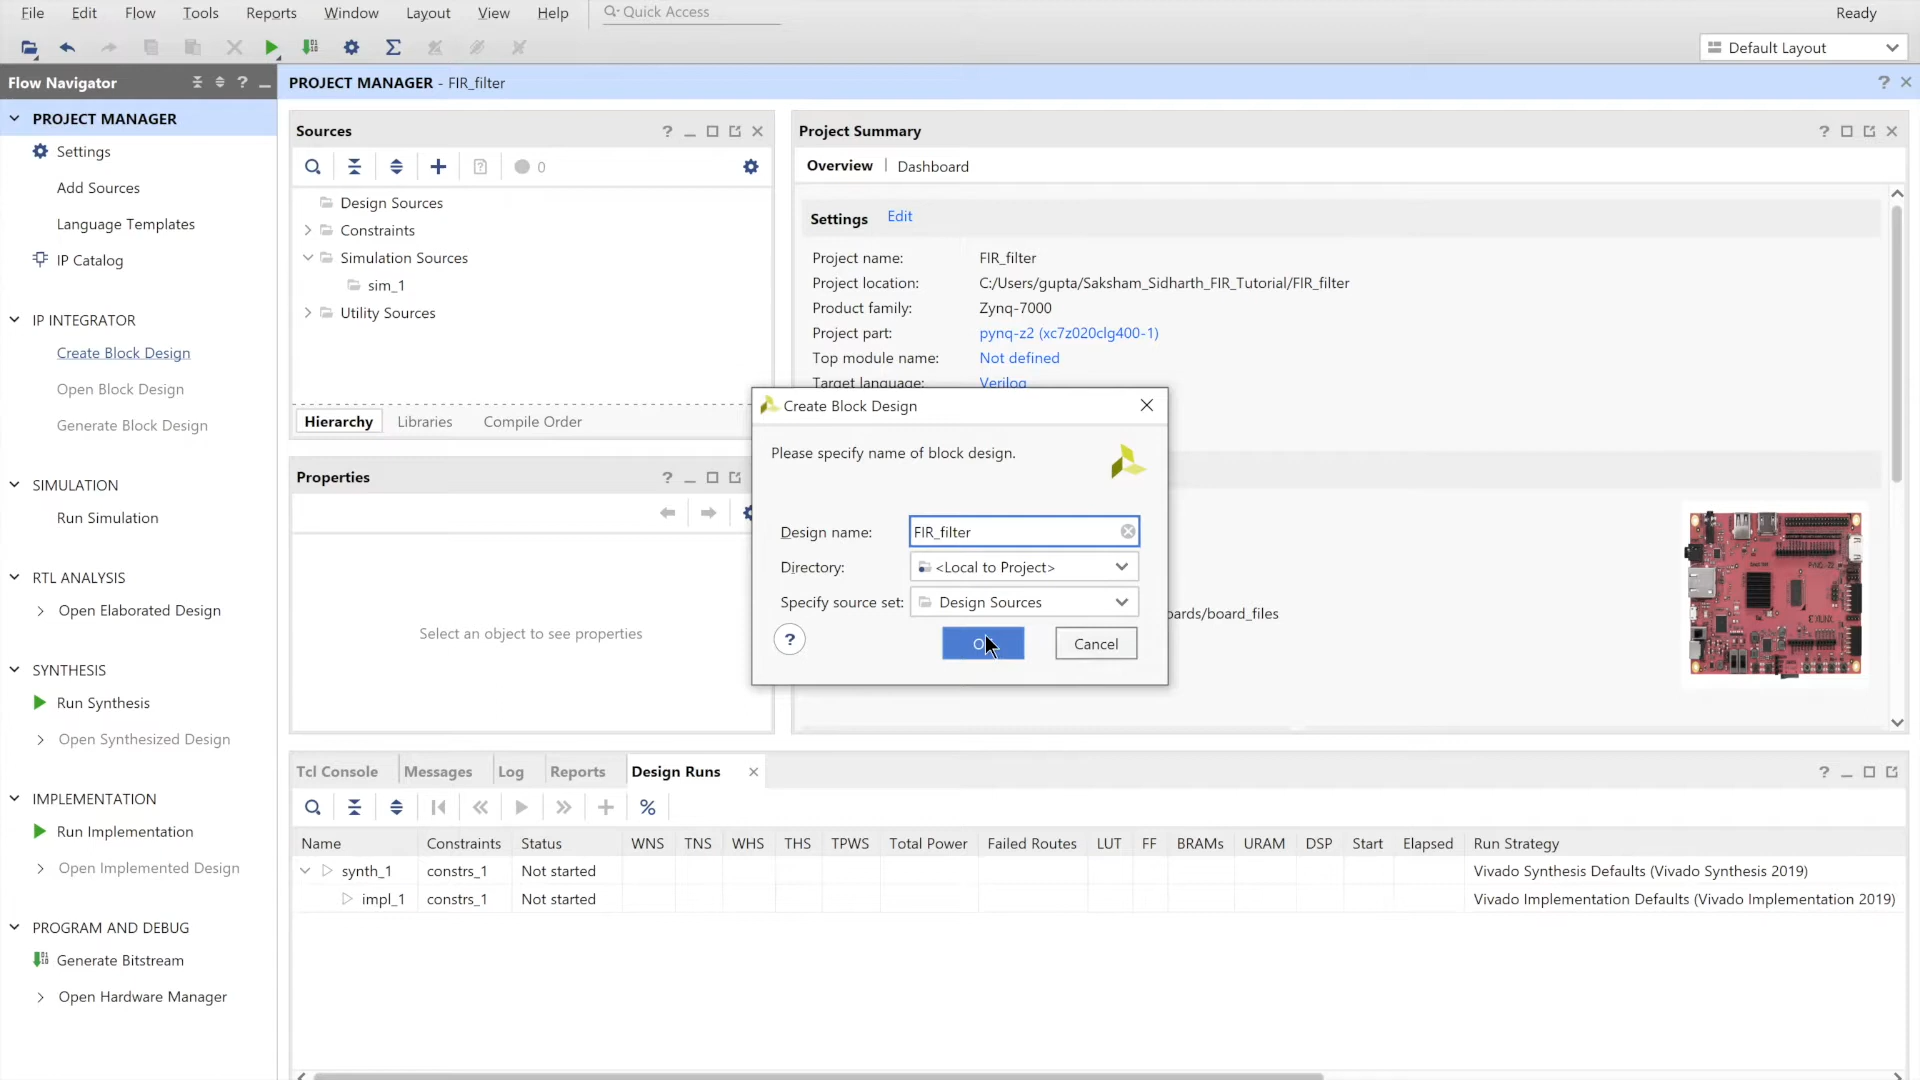 File Edit Flow Tools Reports Window Layout View Help Quick Access Ready
Default Layout
Flow Navigator
PROJECT MANAGER - FIR_filter
PROJECT MANAGER
Settings
Add Sources
Language Templates
IP Catalog
IP INTEGRATOR
Create Block Design
Open Block Design
Generate Block Design
SIMULATION
Run Simulation
RTL ANALYSIS
Open Elaborated Design
SYNTHESIS
Run Synthesis
Open Synthesized Design
IMPLEMENTATION
Run Implementation
Open Implemented Design
PROGRAM AND DEBUG
Generate Bitstream
Open Hardware Manager
Sources
0
Design Sources
Constraints
Simulation Sources
sim_1
Utility Sources
Hierarchy Libraries Compile Order
Properties
Select an object to see properties
Project Summary
Overview | Dashboard
Settings Edit
Project name: FIR_filter
Project location: C:/Users/gupta/Saksham_Sidharth_FIR_Tutorial/FIR_filter
Product family: Zynq-7000
Project part: pynq-z2 (xc7z020clg400-1)
Top module name: Not defined
Target language: Verilog
Create Block Design
Please specify name of block design.
Design name: FIR_filter
Directory: <Local to Project>
Specify source set: Design Sources
? Cancel
/board_files
Tcl Console Messages Log Reports Design Runs
Name Constraints Status WNS TNS WHS THS TPWS Total Power Failed Routes LUT FF BRAMs URAM DSP Start Elapsed Run Strategy
synth_1 constrs_1 Not started Vivado Synthesis Defaults (Vivado Synthesis 2019)
impl_1 constrs_1 Not started Vivado Implementation Defaults (Vivado Implementation 2019)